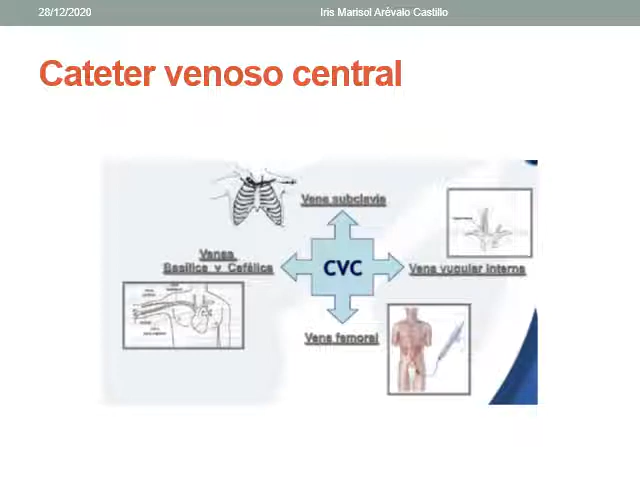 28/12/2020
Iris Marisol Arévalo Castillo
Cateter venoso central
Vena subclavia
Venas
Basílica y Cefálica
CVC
Vena yugular interna
Vena femoral